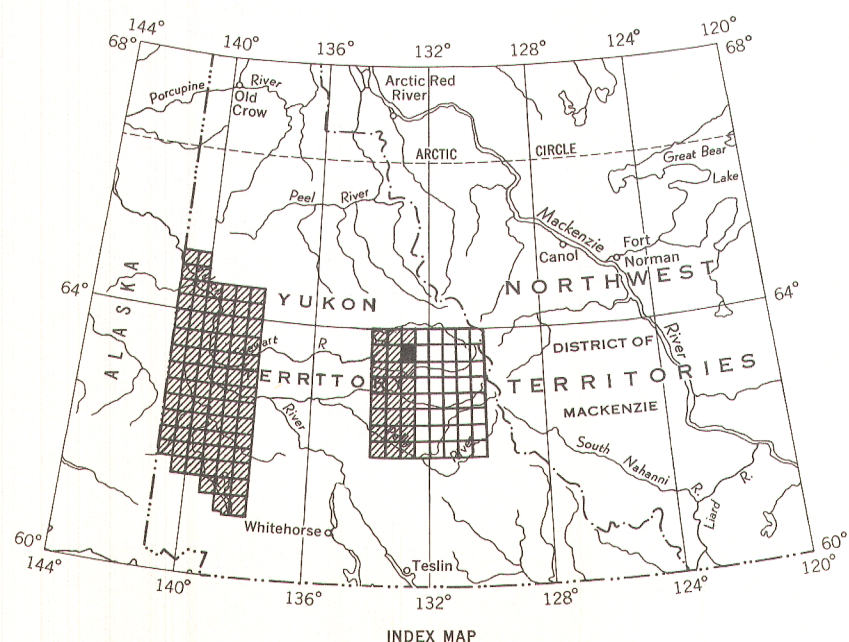 144°
140°
136°
132°
128°
124°
120°
68°
68°
Porcupine River
Old
Crow
Arctic Red
River
ARCTIC CIRCLE
Great Bear
Lake
Peel River
Mackenzie
Canol
Fort
Norman
River
ALASKA
64°
64°
YUKON
NORTHWEST
R.
DISTRICT OF
TERRTTORY
TERRITORIES
MACKENZIE
River
River
South Nahanni R.
Liard R.
Whitehorse
Teslin
60°
60°
144°
140°
136°
132°
128°
124°
120°
INDEX MAP